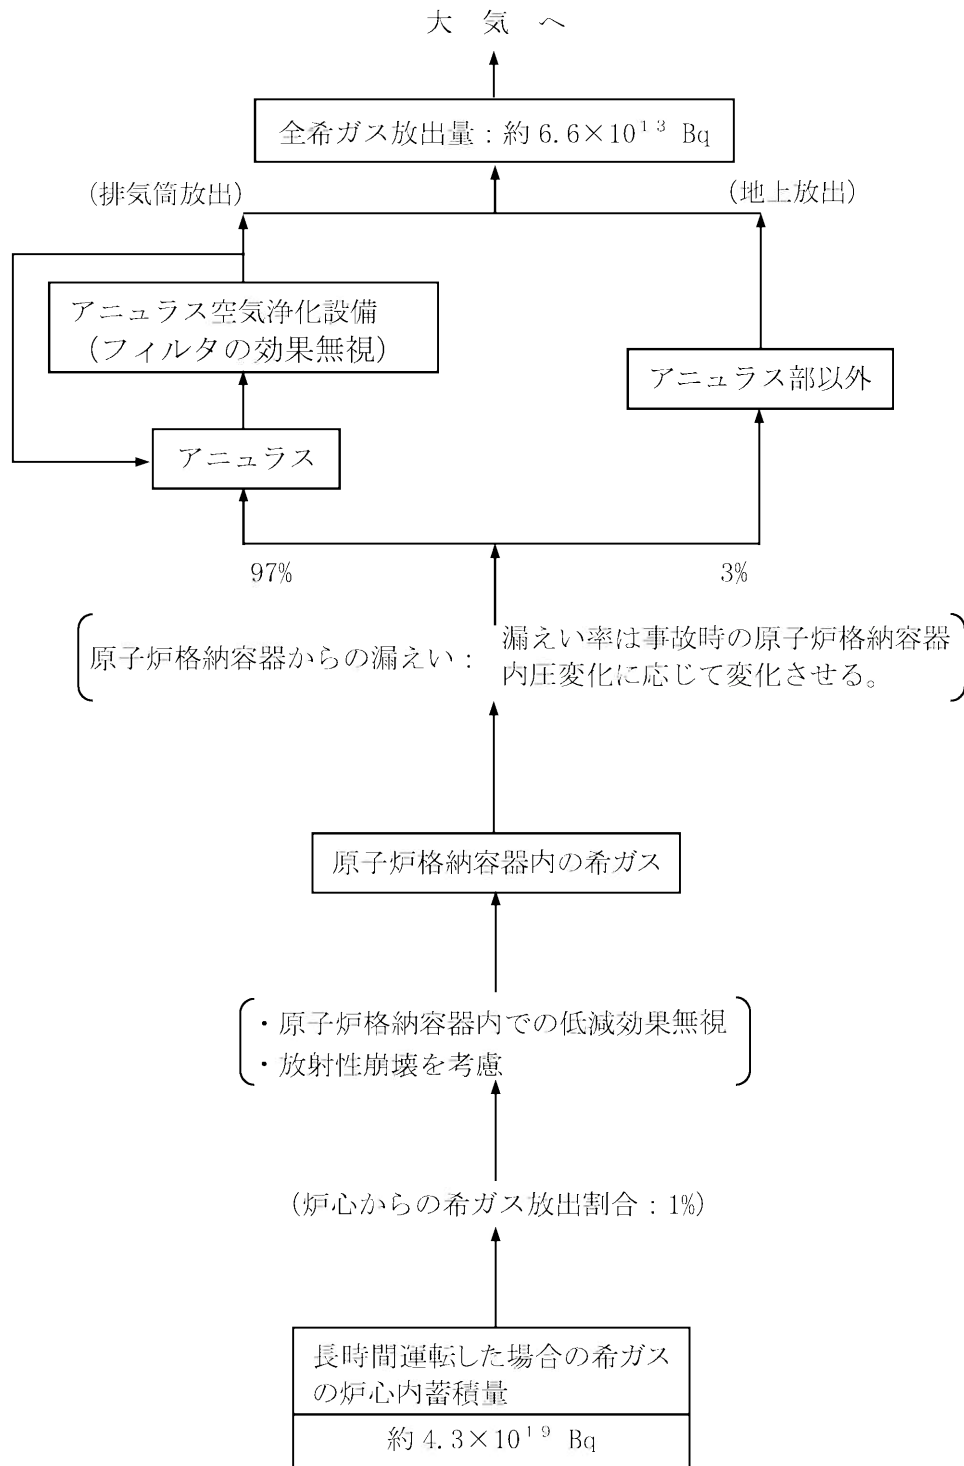 大　気　へ
全希ガス放出量：約 6.6×10¹³ Bq
(排気筒放出)
(地上放出)
アニュラス空気浄化設備
(フィルタの効果無視)
アニュラス部以外
アニュラス
97%
3%
原子炉格納容器からの漏えい：
漏えい率は事故時の原子炉格納容器
内圧変化に応じて変化させる。
原子炉格納容器内の希ガス
・原子炉格納容器内での低減効果無視
・放射性崩壊を考慮
(炉心からの希ガス放出割合：1%)
長時間運転した場合の希ガス
の炉心内蓄積量
約 4.3×10¹⁹ Bq